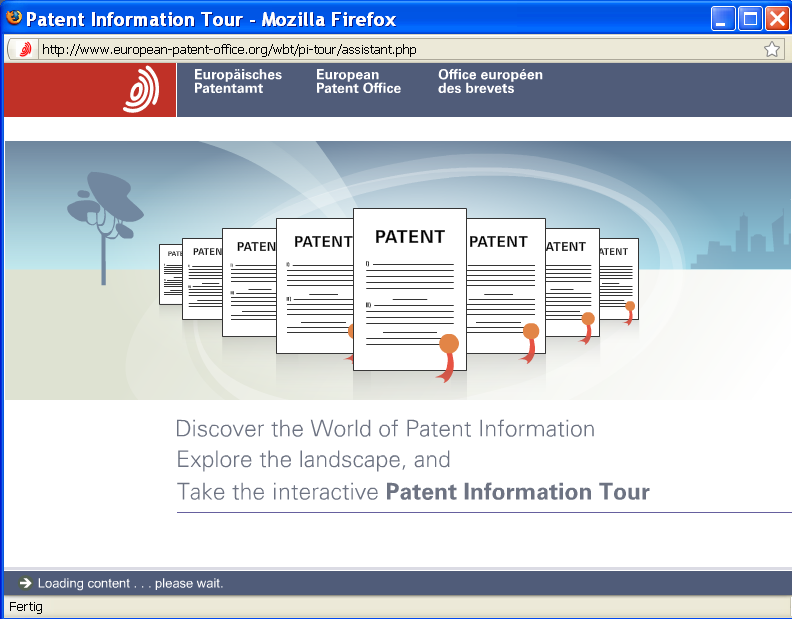 Patent Information Tour - Mozilla Firefox
http://www.european-patent-office.org/wbt/pi-tour/assistant.php
Europäisches Patentamt
European Patent Office
Office européen des brevets
PATENT
PATENT
PATENT
PATENT
PATENT
Discover the World of Patent Information
Explore the landscape, and
Take the interactive Patent Information Tour
Loading content . . . please wait.
Fertig